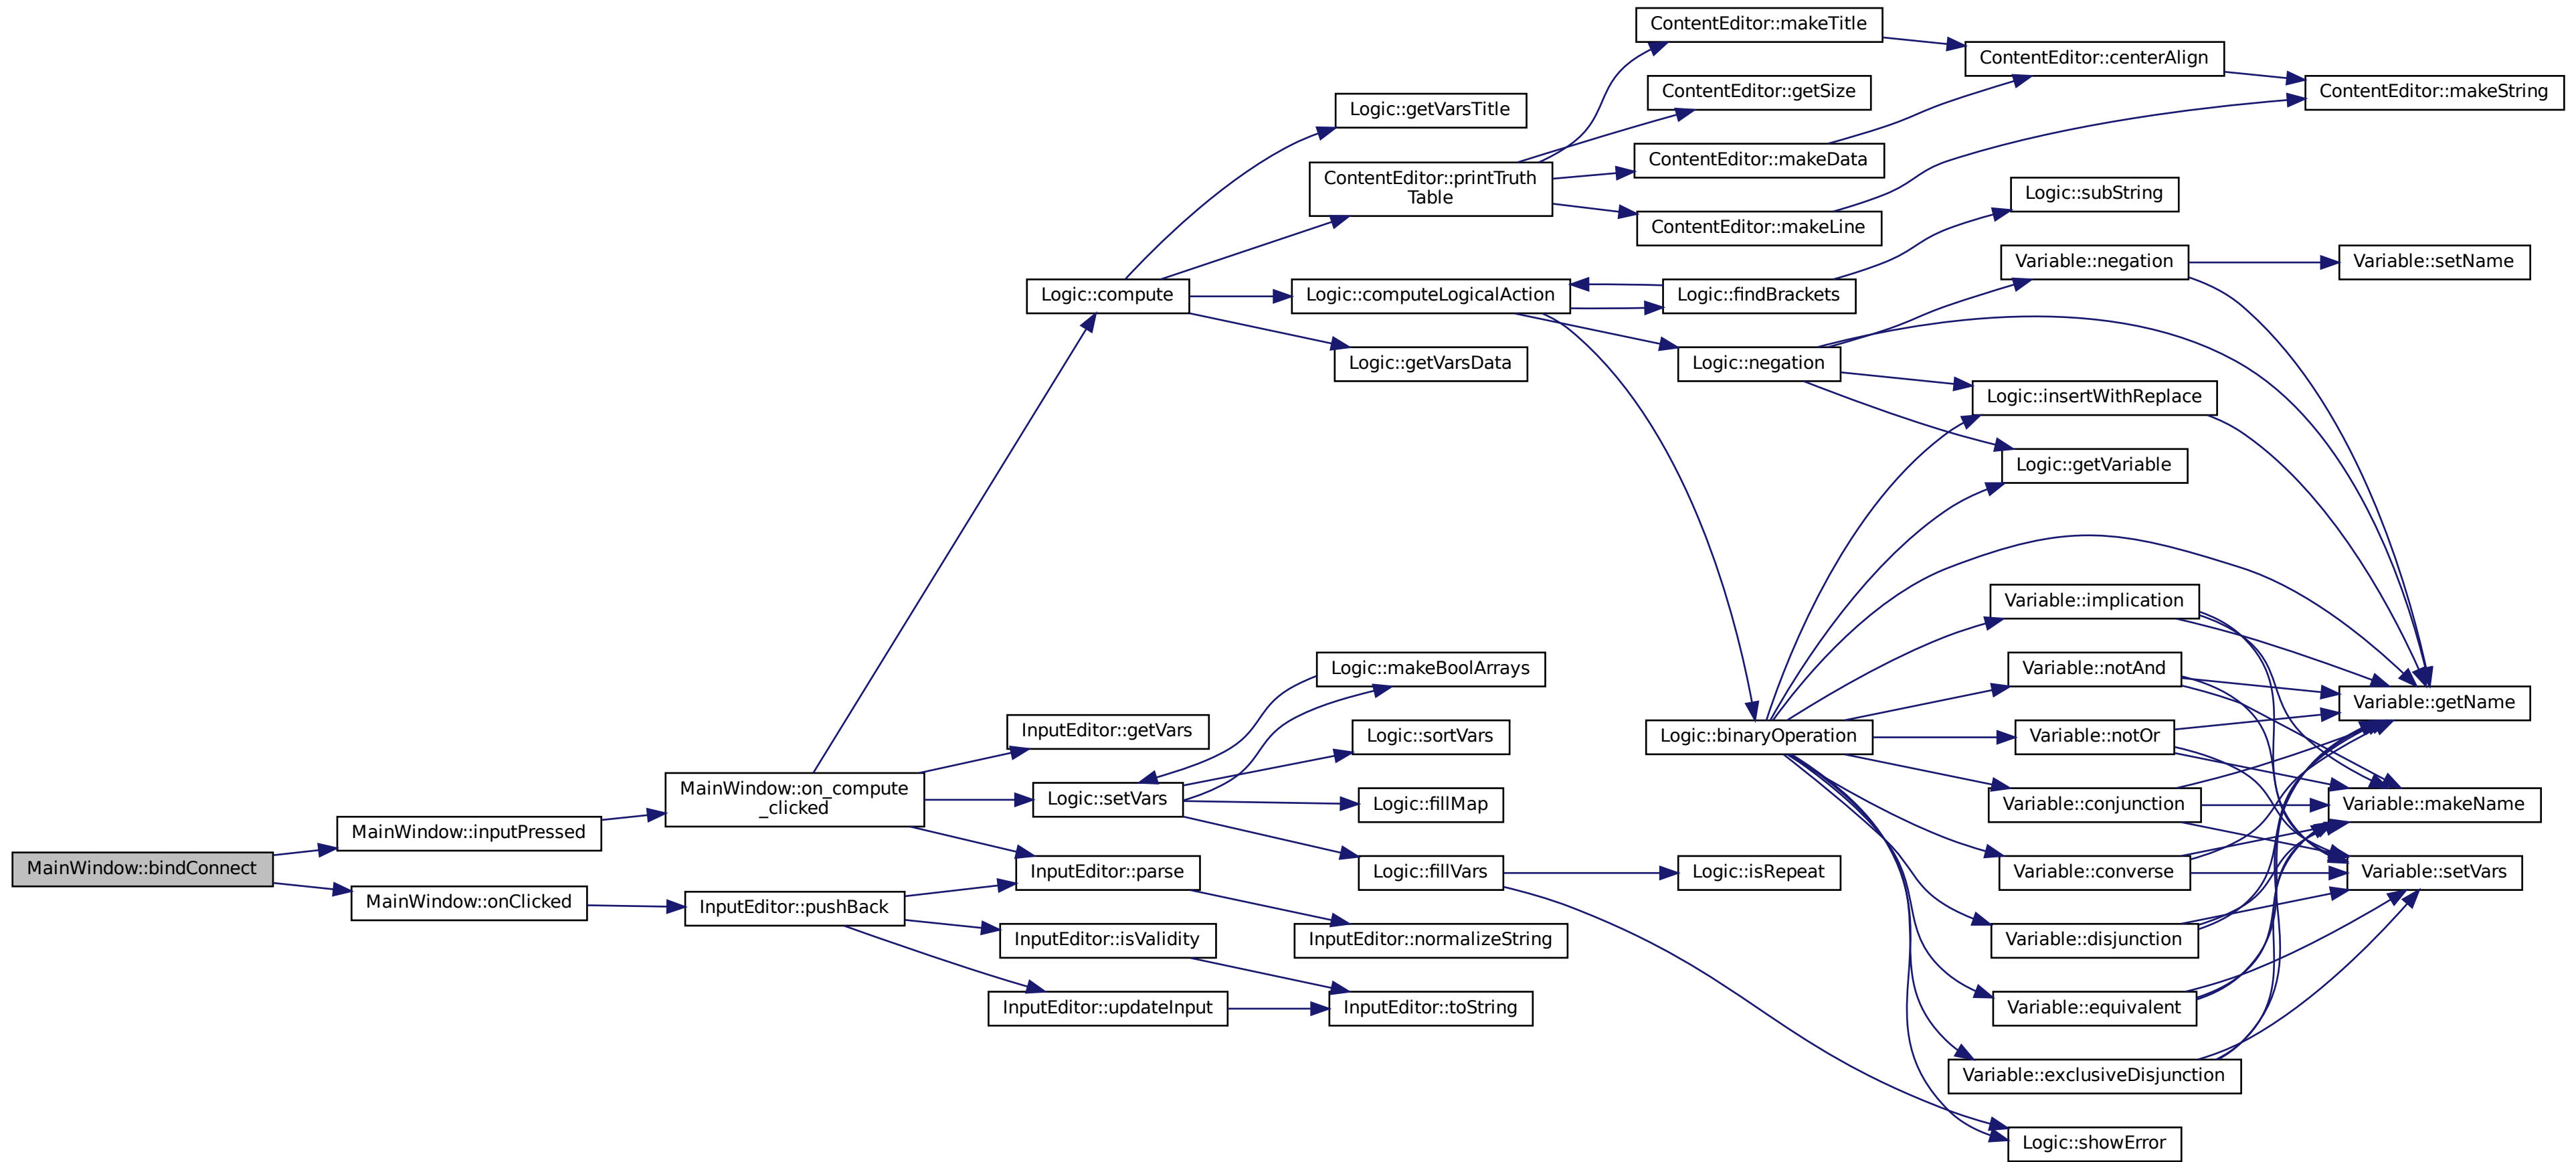 MainWindow::bindConnect
MainWindow::inputPressed
MainWindow::onClicked
MainWindow::on_compute
_clicked
InputEditor::pushBack
Logic::compute
InputEditor::getVars
Logic::setVars
InputEditor::parse
InputEditor::isValidity
InputEditor::updateInput
Logic::getVarsTitle
ContentEditor::printTruth
Table
Logic::computeLogicalAction
Logic::getVarsData
Logic::makeBoolArrays
Logic::sortVars
Logic::fillMap
Logic::fillVars
InputEditor::normalizeString
InputEditor::toString
ContentEditor::makeTitle
ContentEditor::getSize
ContentEditor::makeData
ContentEditor::makeLine
Logic::findBrackets
Logic::negation
Logic::binaryOperation
Logic::isRepeat
ContentEditor::centerAlign
Logic::subString
Variable::negation
Logic::insertWithReplace
Logic::getVariable
Variable::implication
Variable::notAnd
Variable::notOr
Variable::conjunction
Variable::converse
Variable::disjunction
Variable::equivalent
Variable::exclusiveDisjunction
Logic::showError
ContentEditor::makeString
Variable::setName
Variable::getName
Variable::makeName
Variable::setVars